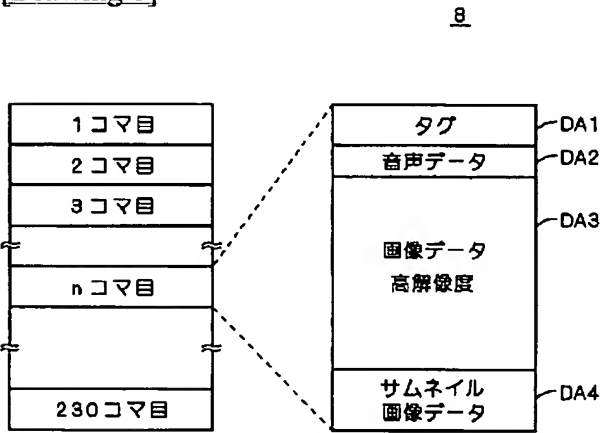 8
1コマ目
2コマ目
3コマ目
nコマ目
230コマ目
タグ
DA1
音声データ
DA2
画像データ
高解像度
DA3
サムネイル
画像データ
DA4